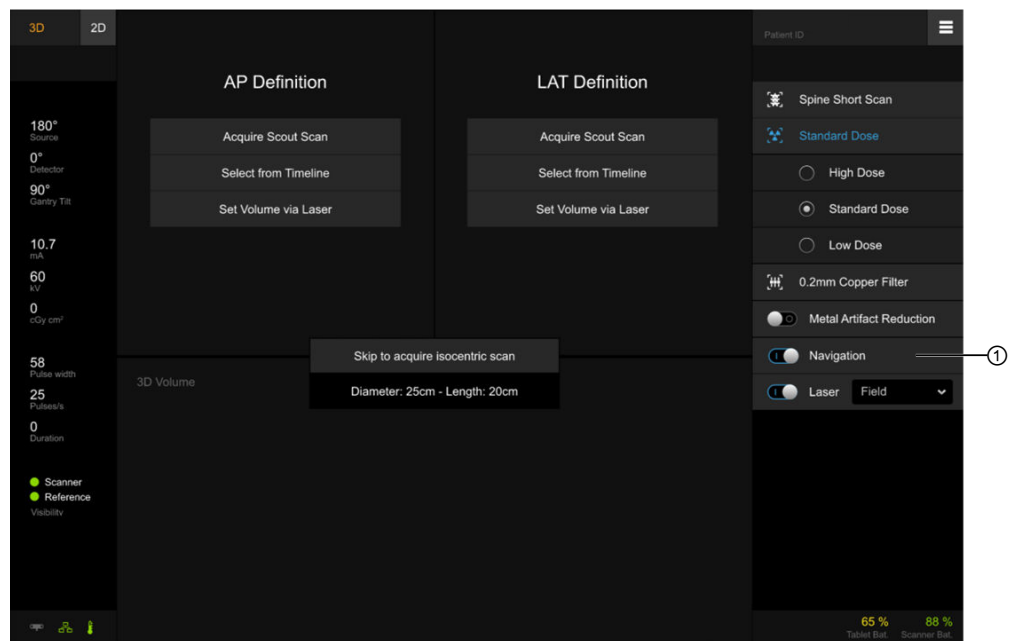 3D 2D
Patient ID
AP Definition
Acquire Scout Scan
Select from Timeline
Set Volume via Laser
LAT Definition
Acquire Scout Scan
Select from Timeline
Set Volume via Laser
180°
Source
0°
Detector
90°
Gantry Tilt
10.7
mA
60
kV
0
cGy cm²
58
Pulse width
25
Pulses/s
0
Duration
Scanner
Reference
Visibility
Skip to acquire isocentric scan
Diameter: 25cm - Length: 20cm
3D Volume
Spine Short Scan
Standard Dose
High Dose
Standard Dose
Low Dose
0.2mm Copper Filter
Metal Artifact Reduction
Navigation
1
Laser Field
65 % 88 %
Tablet Bat. Scanner Bat.